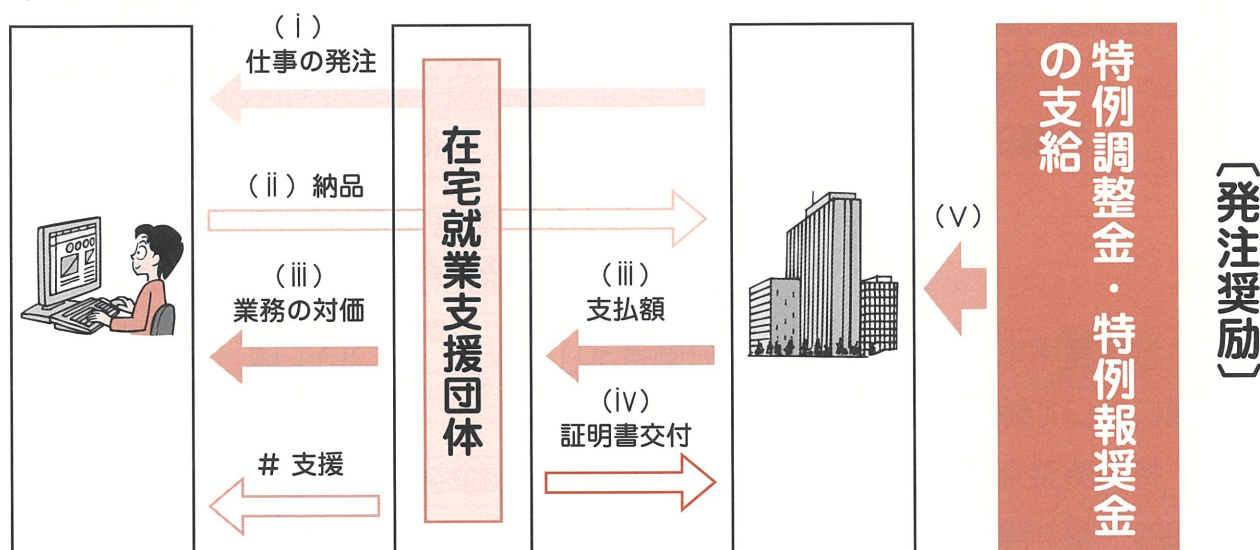 （ⅰ）
仕事の発注
（ⅱ）納品
（ⅲ）
業務の対価
# 支援
在宅就業支援団体
（ⅲ）
支払額
（ⅳ）
証明書交付
（ⅴ）
特例調整金・特例報奨金
の支給
〔発注奨励〕